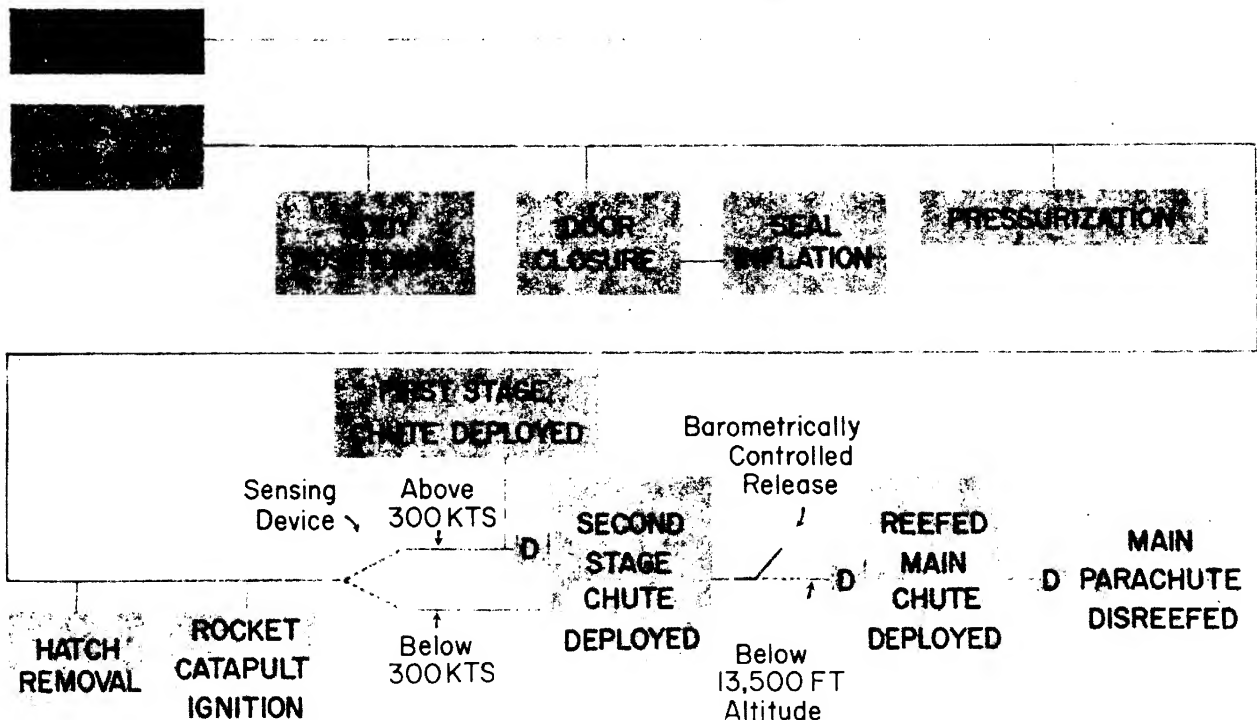 BODY
POSITIONING
DOOR
CLOSURE
SEAL
INFLATION
PRESSURIZATION
FIRST STAGE
CHUTE DEPLOYED
Sensing
Device
Above
300 KTS
Below
300 KTS
D
SECOND
STAGE
CHUTE
DEPLOYED
Barometrically
Controlled
Release
Below
13,500 FT
Altitude
D
REEFED
MAIN
CHUTE
DEPLOYED
D
MAIN
PARACHUTE
DISREEFED
HATCH
REMOVAL
ROCKET
CATAPULT
IGNITION